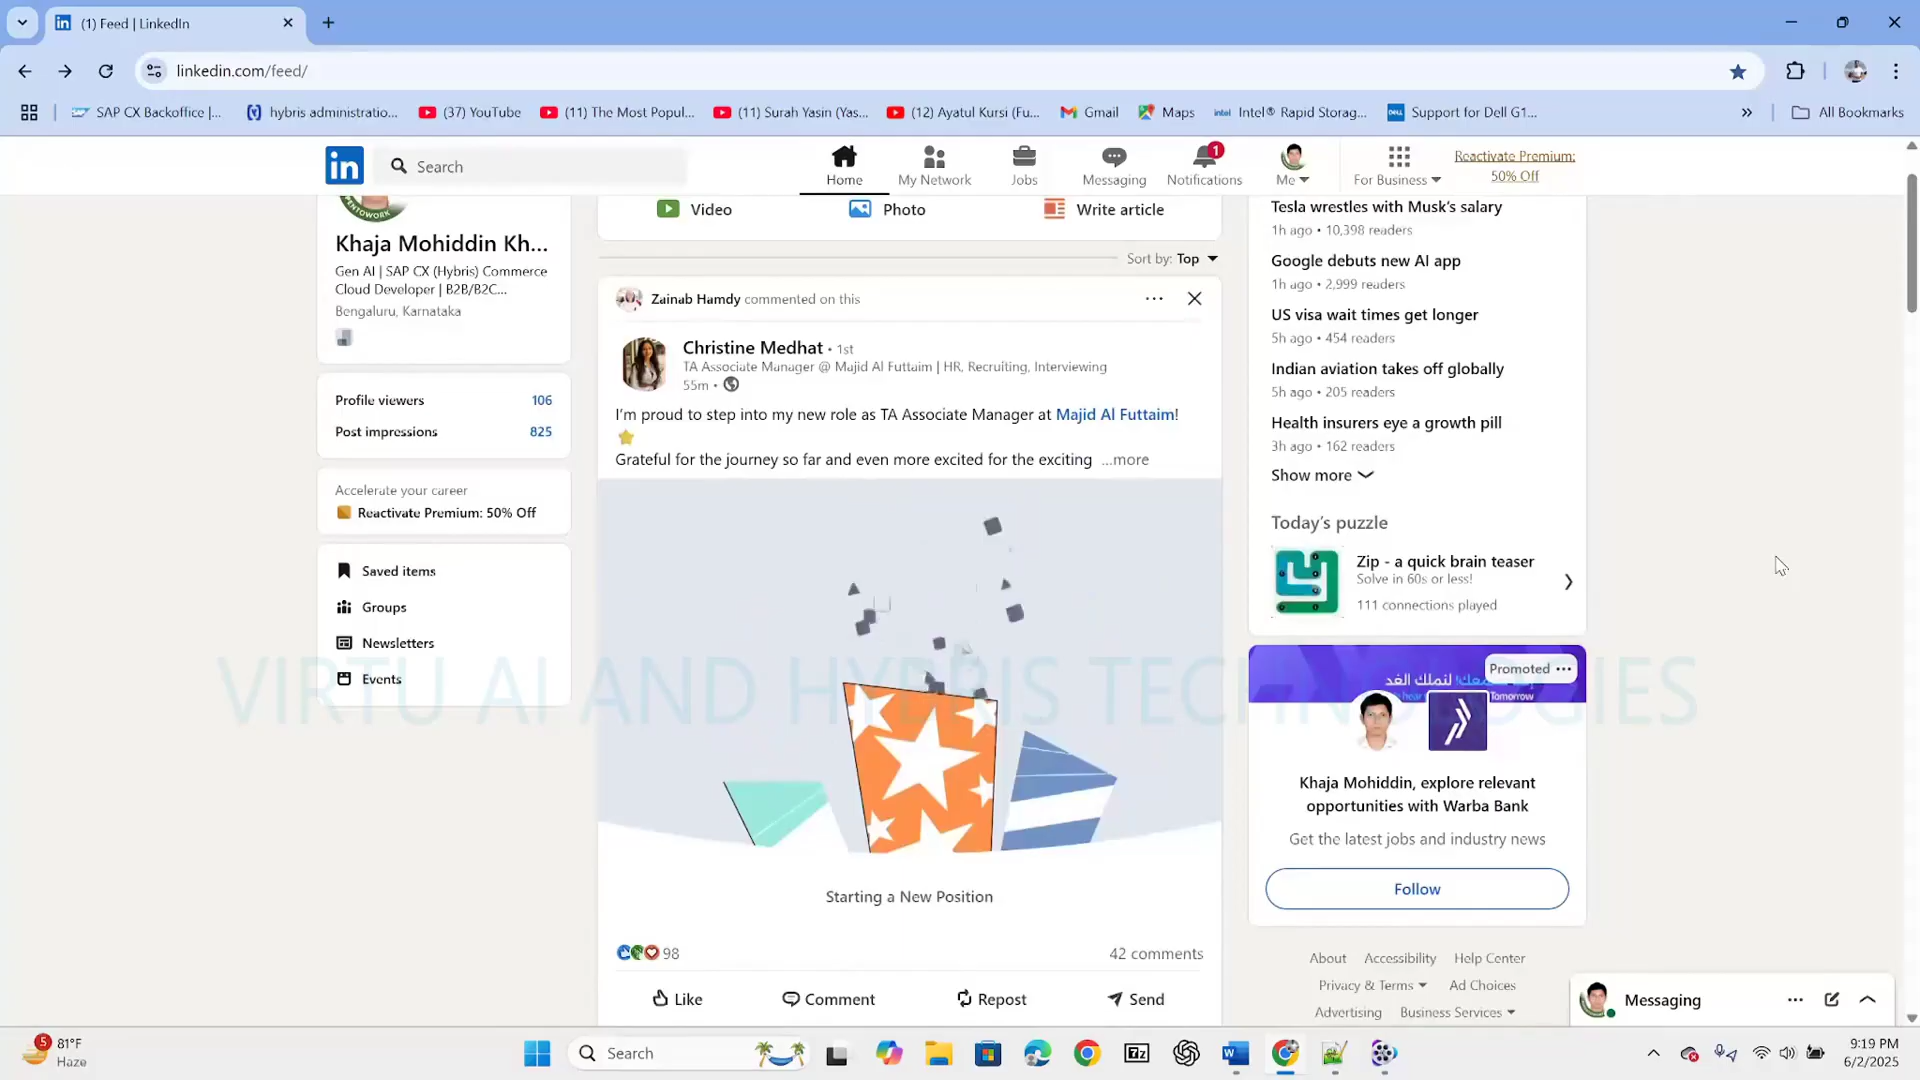 (1) Feed | LinkedIn
linkedin.com/feed/
SAP CX Backoffice |...
hybris administratio...
(37) YouTube
(11) The Most Popul...
(11) Surah Yasin (Yas...
(12) Ayatul Kursi (Fu...
Gmail
Maps
Intel® Rapid Storag...
Support for Dell G1...
All Bookmarks
in
Search
Home
My Network
Jobs
Messaging
1
Notifications
Me
For Business
Reactivate Premium:
50% Off
Khaja Mohiddin Kh...
Gen AI | SAP CX (Hybris) Commerce
Cloud Developer | B2B/B2C...
Bengaluru, Karnataka
Profile viewers 106
Post impressions 825
Accelerate your career
Reactivate Premium: 50% Off
Saved items
Groups
Newsletters
Events
Video
Photo
Write article
Sort by: Top
Zainab Hamdy commented on this
Christine Medhat • 1st
TA Associate Manager @ Majid Al Futtaim | HR, Recruiting, Interviewing
55m •
I'm proud to step into my new role as TA Associate Manager at Majid Al Futtaim!
Grateful for the journey so far and even more excited for the exciting ...more
Starting a New Position
98
42 comments
Like
Comment
Repost
Send
Tesla wrestles with Musk's salary
1h ago • 10,398 readers
Google debuts new AI app
1h ago • 2,999 readers
US visa wait times get longer
5h ago • 454 readers
Indian aviation takes off globally
5h ago • 205 readers
Health insurers eye a growth pill
3h ago • 162 readers
Show more
Today's puzzle
Zip - a quick brain teaser
Solve in 60s or less!
111 connections played
Promoted
لتملك الغد
Tomorrow
Khaja Mohiddin, explore relevant
opportunities with Warba Bank
Get the latest jobs and industry news
Follow
About Accessibility Help Center
Privacy & Terms Ad Choices
Advertising Business Services
Messaging
VIRTU AI AND HYBRIS TECHNOLOGIES
5
81°F
Haze
Search
7z
9:19 PM
6/2/2025